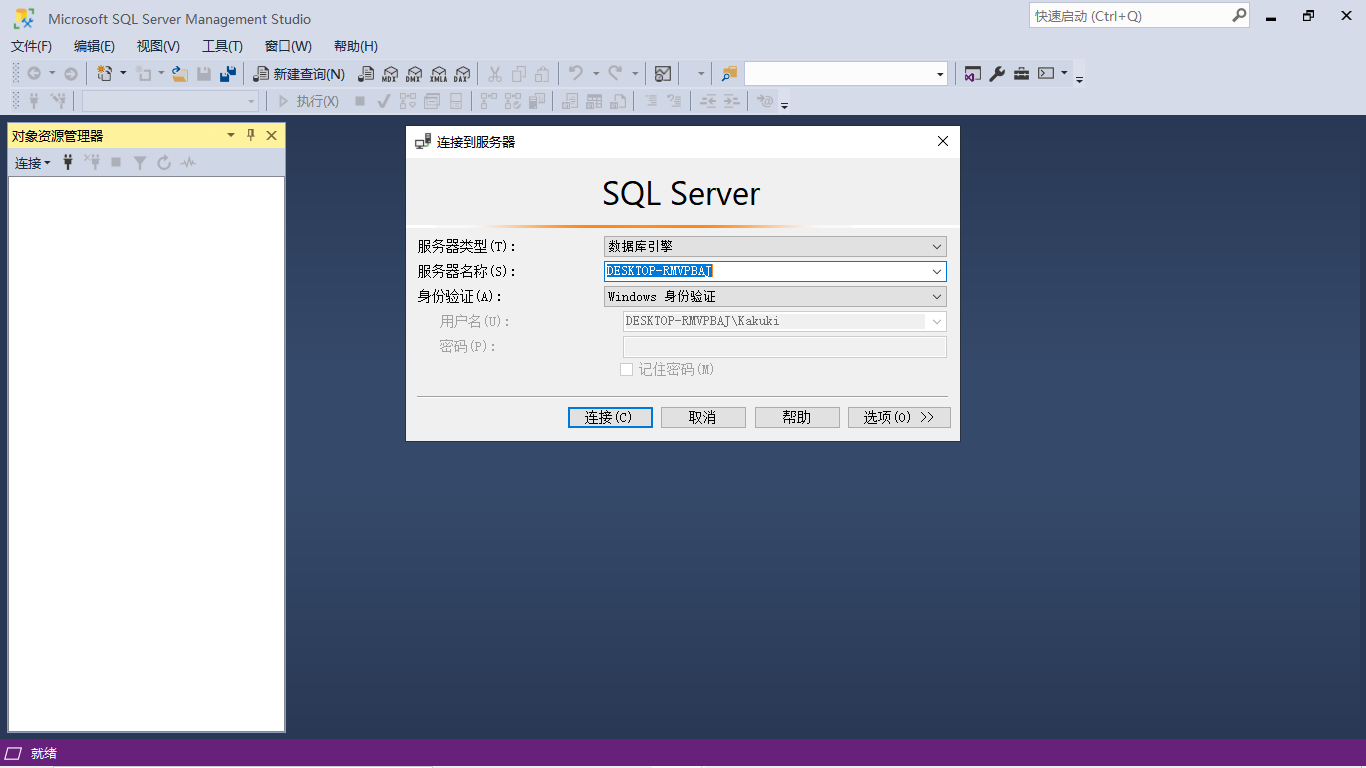 Microsoft SQL Server Management Studio
快速启动 (Ctrl+Q)
文件(F) 编辑(E) 视图(V) 工具(T) 窗口(W) 帮助(H)
新建查询(N) MDX DMX XMLA DAX
执行(X)
对象资源管理器
连接
连接到服务器
SQL Server
服务器类型(T): 数据库引擎
服务器名称(S): DESKTOP-RMVPBAJ
身份验证(A): Windows 身份验证
用户名(U): DESKTOP-RMVPBAJ\Kakuki
密码(P):
记住密码(M)
连接(C) 取消 帮助 选项(O) >>
就绪